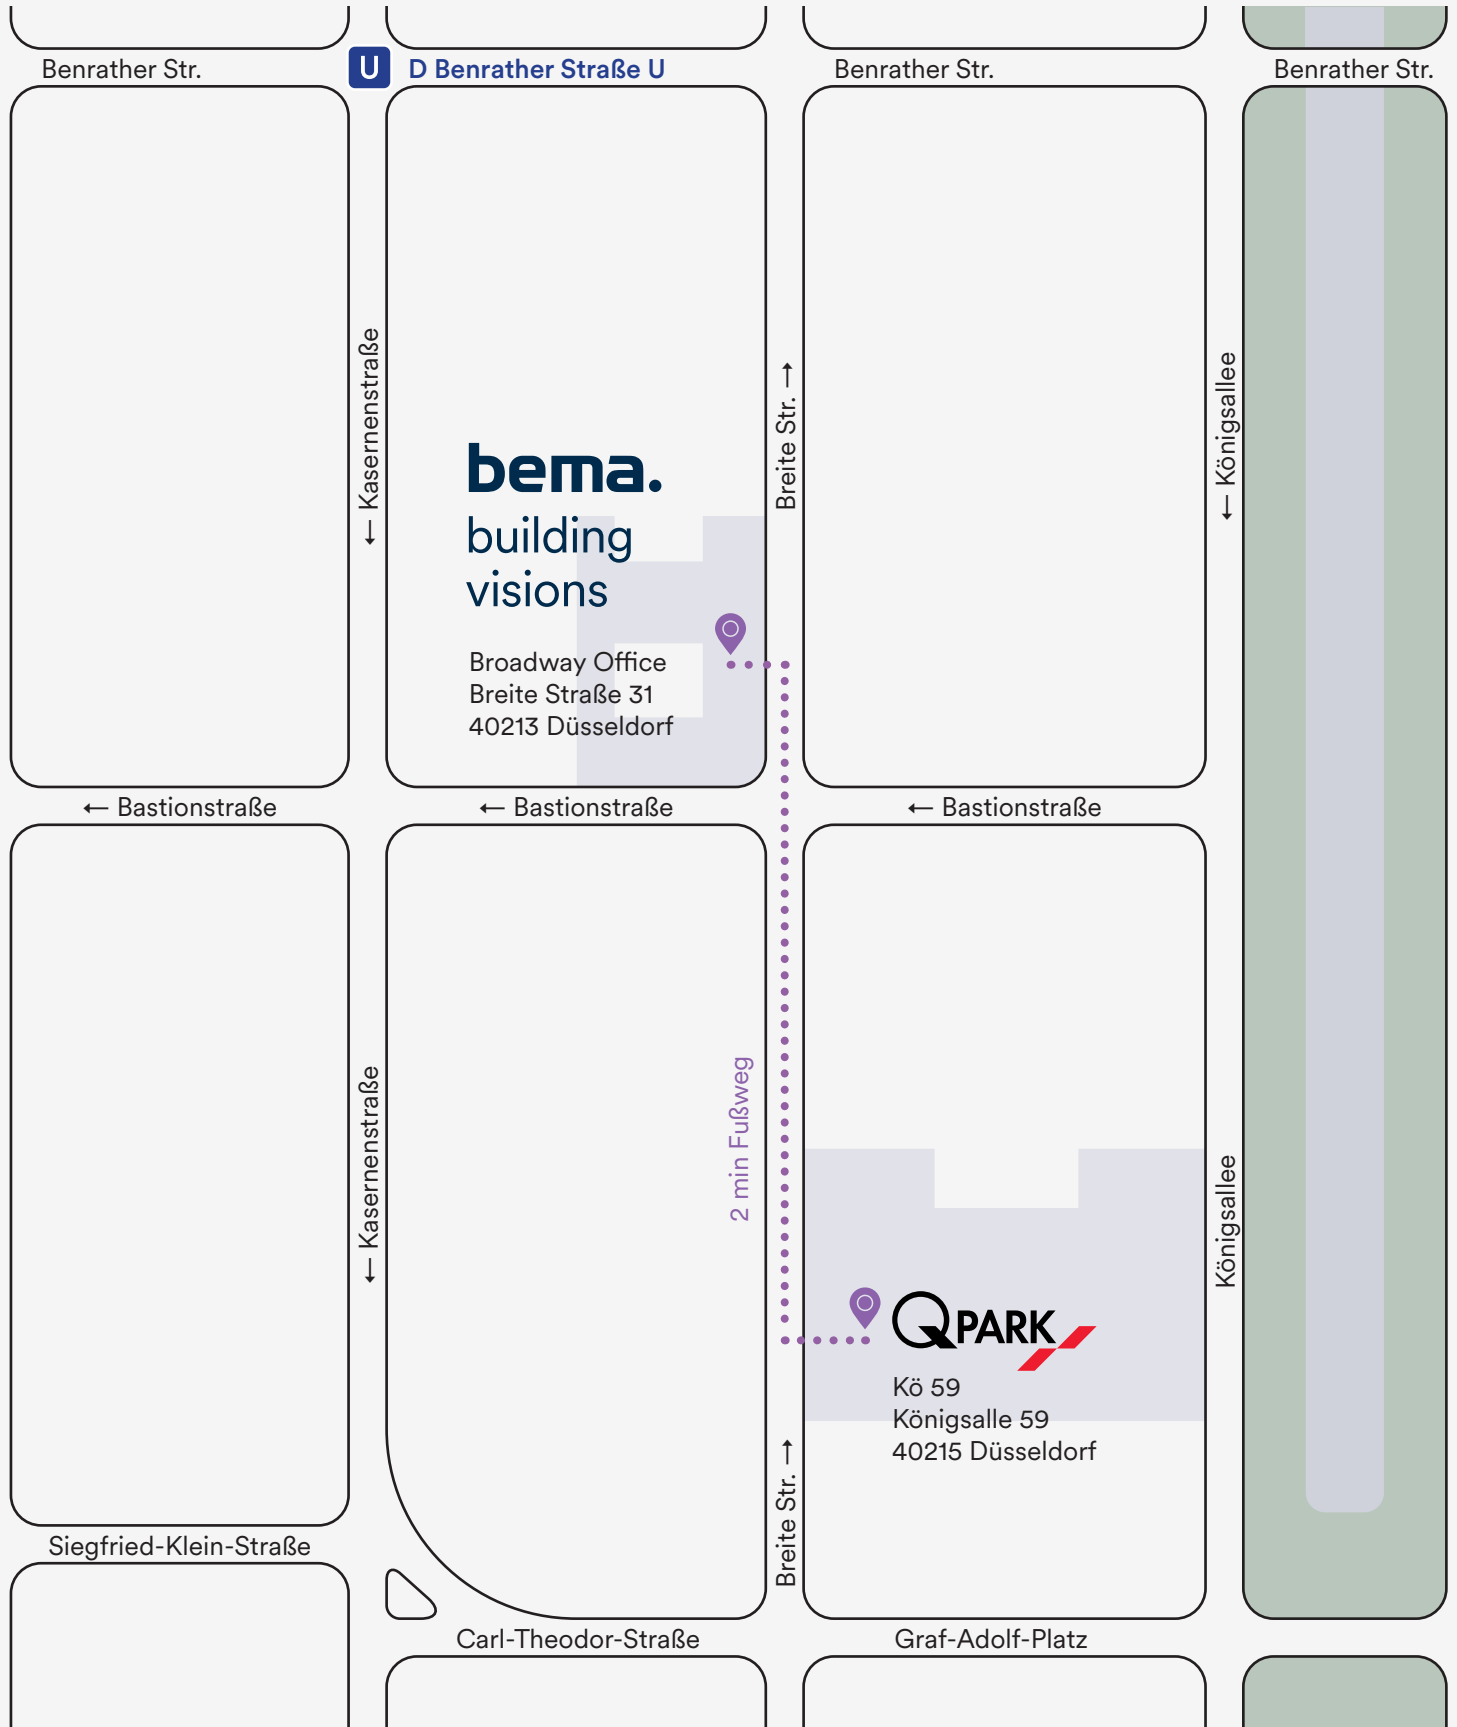 Benrather Str.
U
D Benrather Straße U
Benrather Str.
Benrather Str.
← Kasernenstraße
Breite Str. →
← Königsallee
bema.
building
visions
Broadway Office
Breite Straße 31
40213 Düsseldorf
← Bastionstraße
← Bastionstraße
← Bastionstraße
← Kasernenstraße
2 min Fußweg
Königsallee
Q PARK
Kö 59
Königsalle 59
40215 Düsseldorf
Breite Str. →
Siegfried-Klein-Straße
Carl-Theodor-Straße
Graf-Adolf-Platz